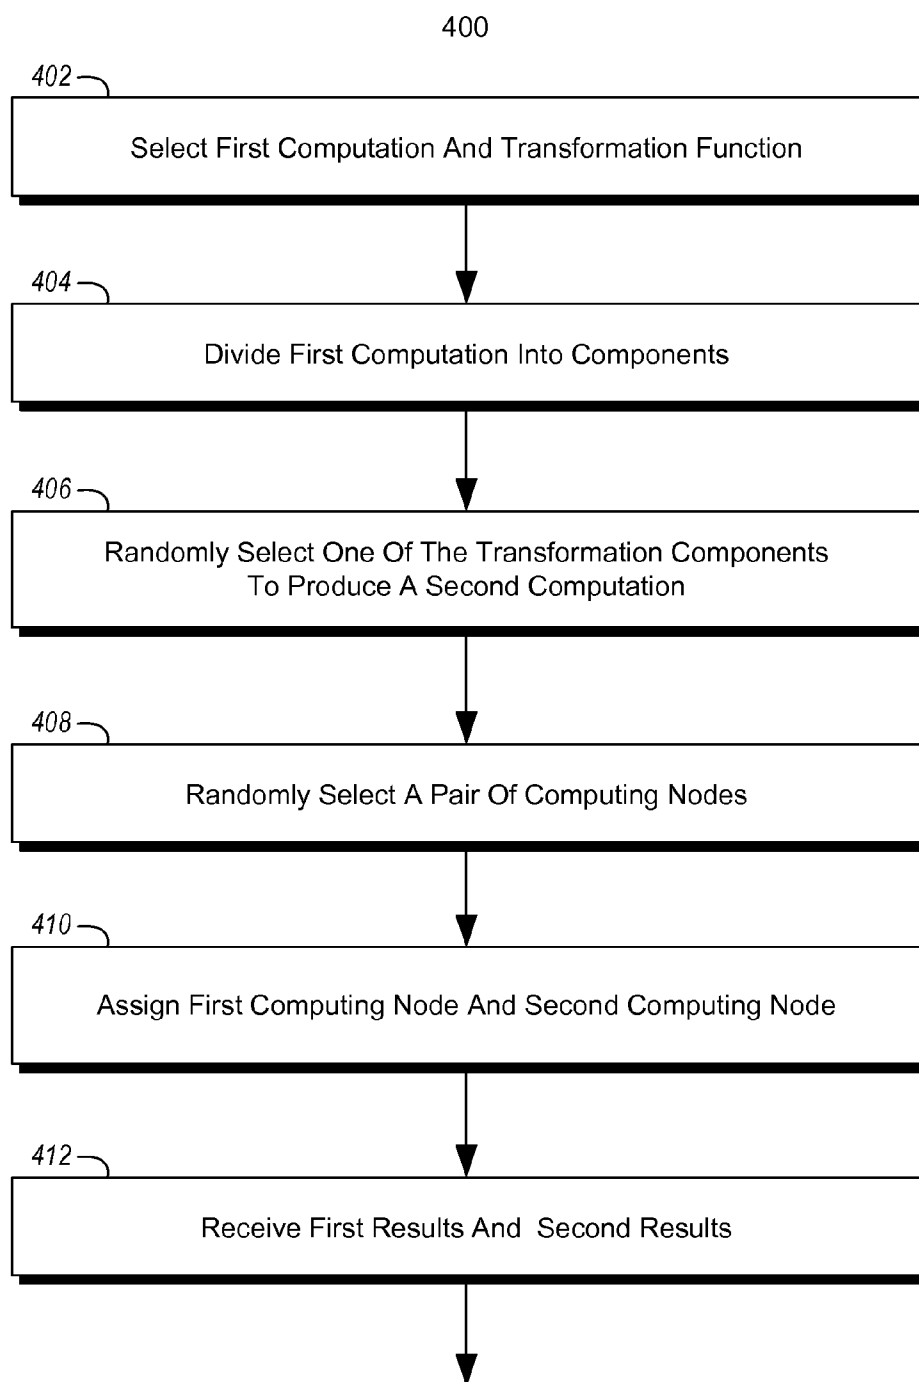 400
402
Select First Computation And Transformation Function
404
Divide First Computation Into Components
406
Randomly Select One Of The Transformation Components
To Produce A Second Computation
408
Randomly Select A Pair Of Computing Nodes
410
Assign First Computing Node And Second Computing Node
412
Receive First Results And Second Results